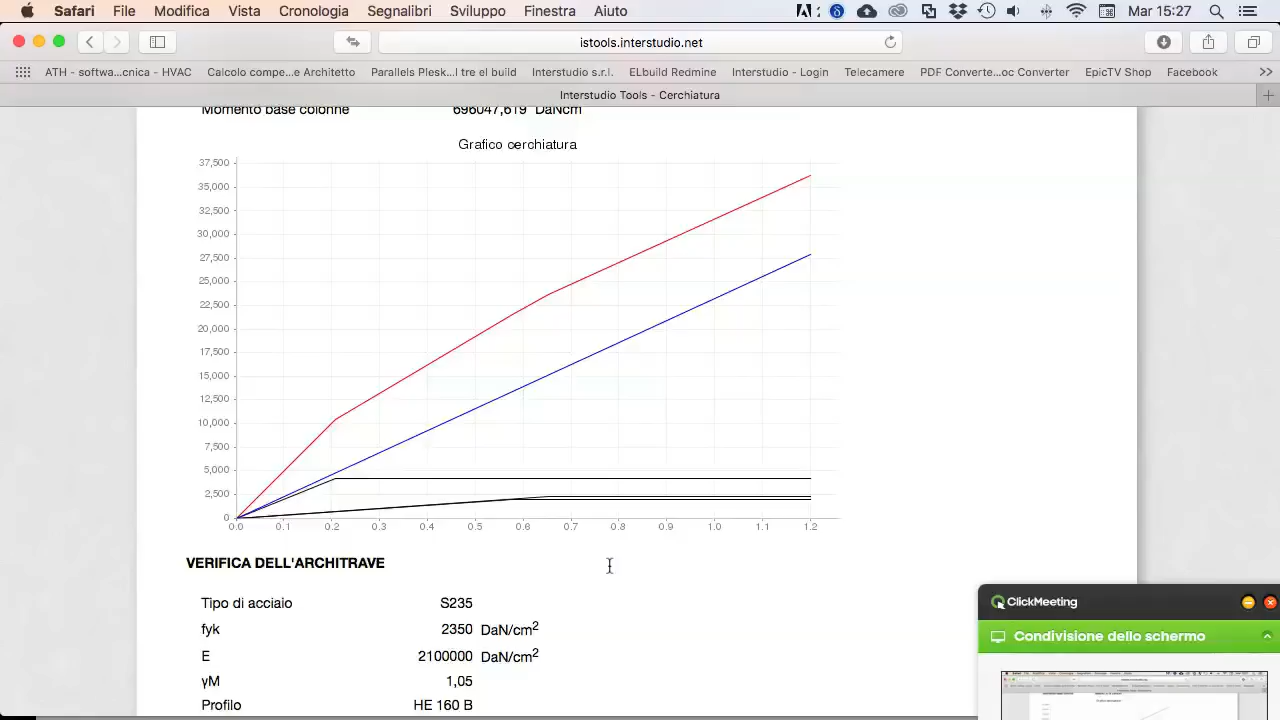 Safari File Modifica Vista Cronologia Segnalibri Sviluppo Finestra Aiuto Mar 15:27
istools.interstudio.net
ATH - softwa...cnica - HVAC Calcolo compe...e Architetto Parallels Plesk...l tre el build Interstudio s.r.l. ELbuild Redmine Interstudio - Login Telecamere PDF Converte...oc Converter EpicTV Shop Facebook >>
Interstudio Tools - Cerchiatura
Momento base colonne 696047,619 DaNcm
Grafico cerchiatura
37,500
35,000
32,500
30,000
27,500
25,000
22,500
20,000
17,500
15,000
12,500
10,000
7,500
5,000
2,500
0
0.0 0.1 0.2 0.3 0.4 0.5 0.6 0.7 0.8 0.9 1.0 1.1 1.2
VERIFICA DELL'ARCHITRAVE
Tipo di acciaio S235
fyk 2350 DaN/cm²
E 2100000 DaN/cm²
γM 1,05
Profilo HE 160 B
ClickMeeting
Condivisione dello schermo